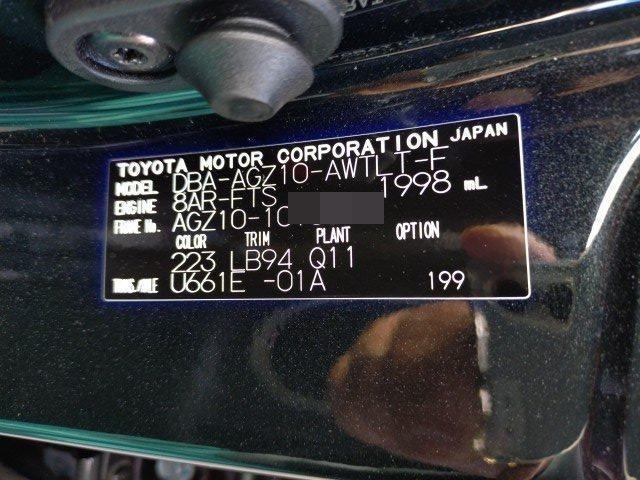 TOYOTA MOTOR CORPORATION JAPAN
MODEL DBA-AGZ10-AWTLT-F
ENGINE 8AR-FTS 1998 mL
FRAME No. AGZ10-10
COLOR TRIM PLANT OPTION
223 LB94 Q11
TRANS/AXLE U661E -01A 199